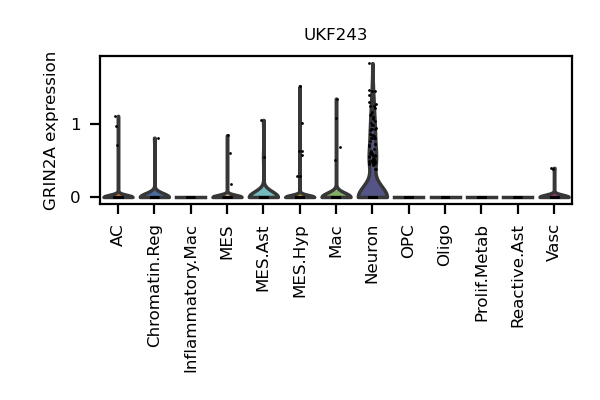 UKF243
GRIN2A expression
1
0
AC
Chromatin.Reg
Inflammatory.Mac
MES
MES.Ast
MES.Hyp
Mac
Neuron
OPC
Oligo
Prolif.Metab
Reactive.Ast
Vasc